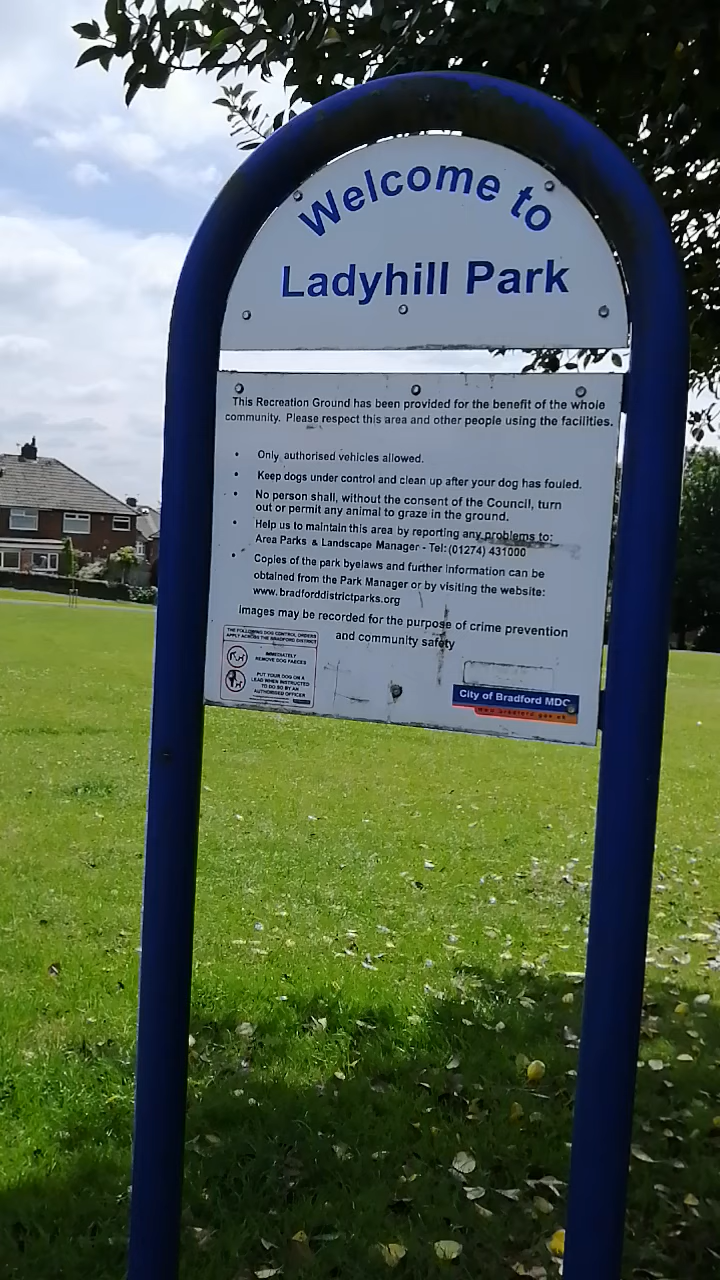 Welcome to
Ladyhill Park
This Recreation Ground has been provided for the benefit of the whole
community. Please respect this area and other people using the facilities.
• Only authorised vehicles allowed.
• Keep dogs under control and clean up after your dog has fouled.
• No person shall, without the consent of the Council, turn
out or permit any animal to graze in the ground.
• Help us to maintain this area by reporting any problems to:
Area Parks & Landscape Manager - Tel: (01274) 431000
• Copies of the park byelaws and further information can be
obtained from the Park Manager or by visiting the website:
www.bradforddistrictparks.org
Images may be recorded for the purpose of crime prevention
and community safety
THE FOLLOWING DOG CONTROL ORDERS
APPLY ACROSS THE BRADFORD DISTRICT
IMMEDIATELY
REMOVE DOG FAECES
PUT YOUR DOG ON A
LEAD WHEN INSTRUCTED
TO DO SO BY AN
AUTHORISED OFFICER
City of Bradford MDC
www.bradford.gov.uk